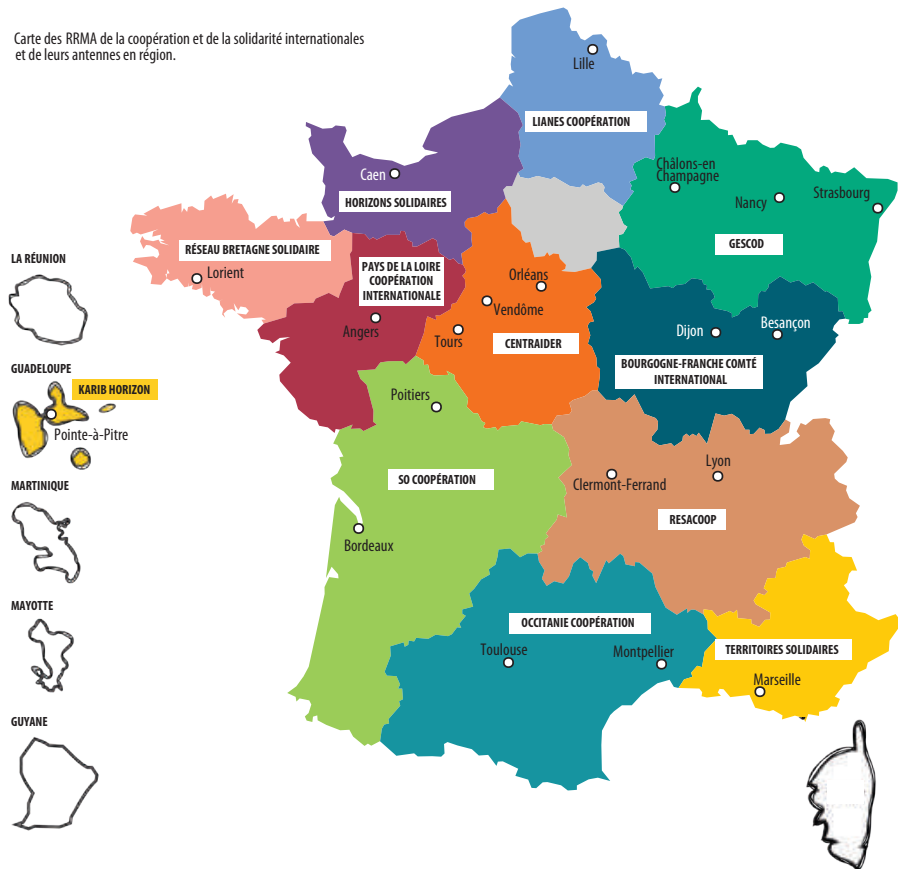 Carte des RRMA de la coopération et de la solidarité internationales
et de leurs antennes en région.
Lille
LIANES COOPÉRATION
Caen
HORIZONS SOLIDAIRES
Châlons-en
Champagne
Nancy
Strasbourg
GESCOD
RÉSEAU BRETAGNE SOLIDAIRE
Lorient
PAYS DE LA LOIRE
COOPÉRATION
INTERNATIONALE
Angers
Orléans
Vendôme
Tours
CENTRAIDER
Dijon
Besançon
BOURGOGNE-FRANCHE COMTÉ
INTERNATIONAL
LA RÉUNION
GUADELOUPE
KARIB HORIZON
Pointe-à-Pitre
MARTINIQUE
MAYOTTE
GUYANE
Poitiers
SO COOPÉRATION
Bordeaux
Clermont-Ferrand
Lyon
RESACOOP
OCCITANIE COOPÉRATION
Toulouse
Montpellier
TERRITOIRES SOLIDAIRES
Marseille